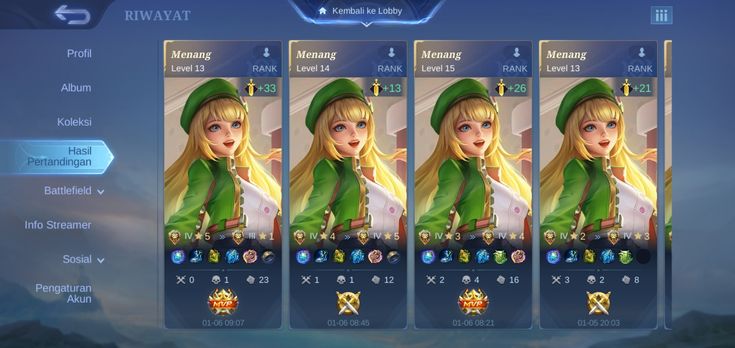 RIWAYAT
Kembali ke Lobby
Profil
Album
Koleksi
Hasil
Pertandingan
Battlefield
Info Streamer
Sosial
Pengaturan
Akun
Menang
Level 13 RANK
+33
IV 5 » III 1
0 1 23
MVP
01-06 09:07
Menang
Level 14 RANK
+13
IV 4 » IV 5
1 1 12
01-06 08:45
Menang
Level 15 RANK
+26
IV 3 » IV 4
2 4 16
MVP
01-06 08:21
Menang
Level 13 RANK
+21
IV 2 » IV 3
3 2 8
01-05 20:03